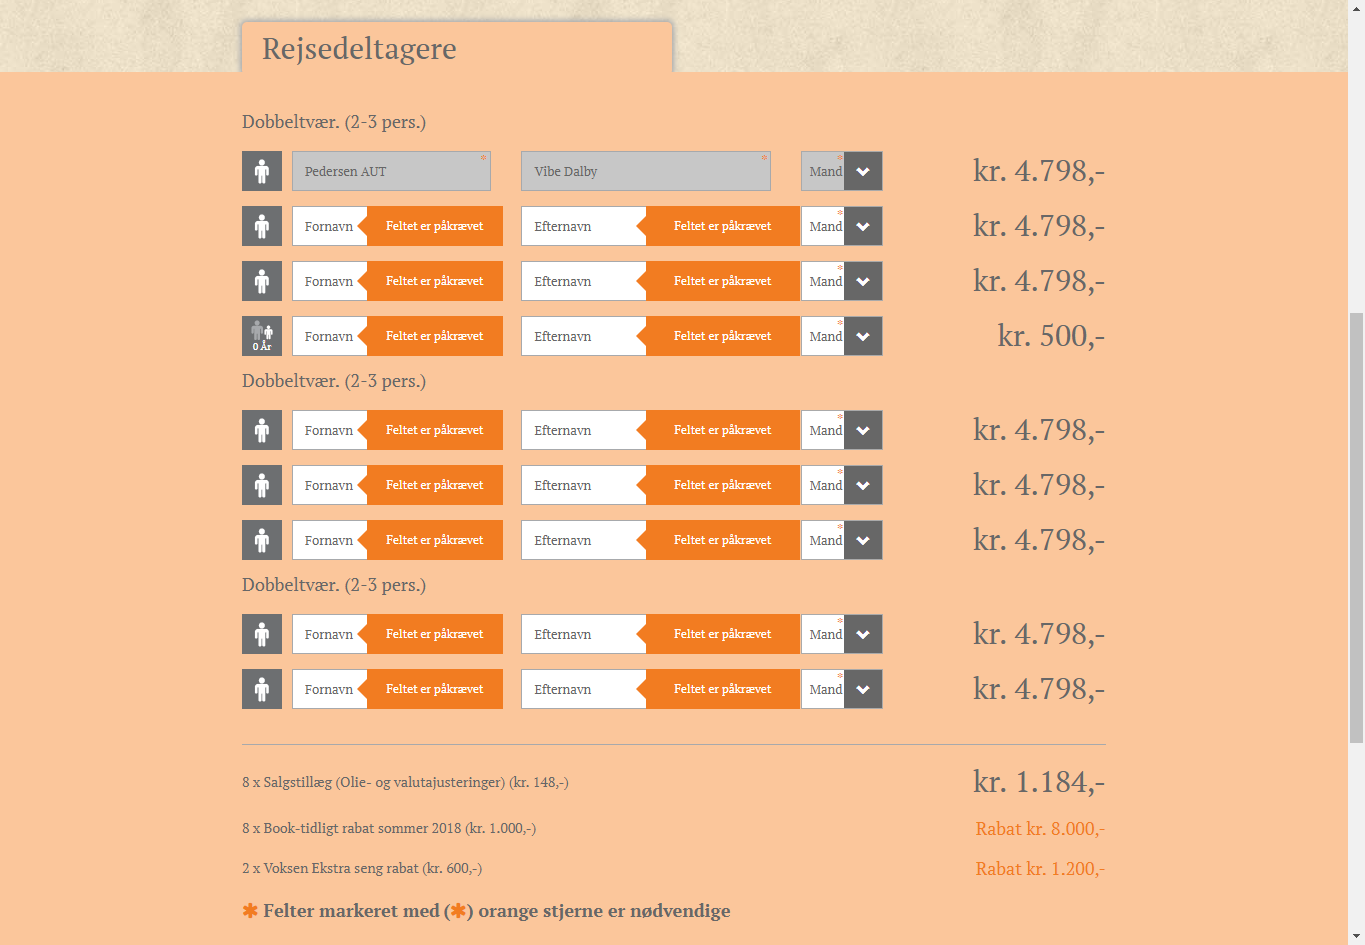 Rejsedeltagere
Dobbeltvær. (2-3 pers.)
Pedersen AUT * Vibe Dalby * Mand * kr. 4.798,-
Fornavn Feltet er påkrævet Efternavn Feltet er påkrævet Mand * kr. 4.798,-
Fornavn Feltet er påkrævet Efternavn Feltet er påkrævet Mand * kr. 4.798,-
0 År Fornavn Feltet er påkrævet Efternavn Feltet er påkrævet Mand * kr. 500,-
Dobbeltvær. (2-3 pers.)
Fornavn Feltet er påkrævet Efternavn Feltet er påkrævet Mand * kr. 4.798,-
Fornavn Feltet er påkrævet Efternavn Feltet er påkrævet Mand * kr. 4.798,-
Fornavn Feltet er påkrævet Efternavn Feltet er påkrævet Mand * kr. 4.798,-
Dobbeltvær. (2-3 pers.)
Fornavn Feltet er påkrævet Efternavn Feltet er påkrævet Mand * kr. 4.798,-
Fornavn Feltet er påkrævet Efternavn Feltet er påkrævet Mand * kr. 4.798,-
8 x Salgstillæg (Olie- og valutajusteringer) (kr. 148,-) kr. 1.184,-
8 x Book-tidligt rabat sommer 2018 (kr. 1.000,-) Rabat kr. 8.000,-
2 x Voksen Ekstra seng rabat (kr. 600,-) Rabat kr. 1.200,-
✱ Felter markeret med (✱) orange stjerne er nødvendige